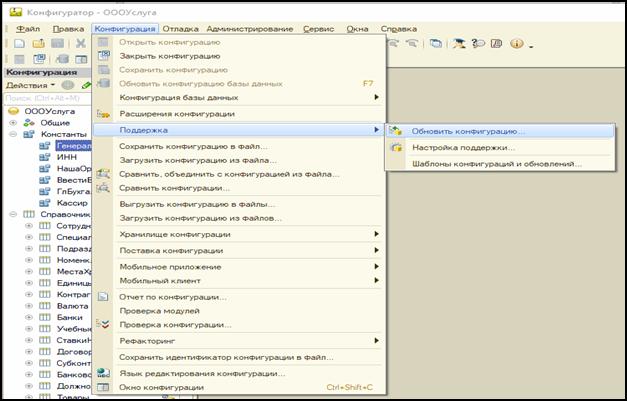 Конфигуратор - ОООУслуга
Файл Правка Конфигурация Отладка Администрирование Сервис Окна Справка
Конфигурация
Действия
Поиск (Ctrl+Alt+M)
ОООУслуга
Общие
Константы
Генерал
ИНН
НашаОр
ВвестиЕ
ГлБухга
Кассир
Справочник
Сотрудн
Специал
Подразд
Номенк
МестаХр
Единицы
Контраг
Валюта
Банки
Учебные
СтавкиН
Договор
Субконт
Банковс
Должно
Товары
Открыть конфигурацию
Закрыть конфигурацию
Сохранить конфигурацию
Обновить конфигурацию базы данных F7
Конфигурация базы данных
Расширения конфигурации
Поддержка
Сохранить конфигурацию в файл...
Загрузить конфигурацию из файла...
Сравнить, объединить с конфигурацией из файла...
Сравнить конфигурации...
Выгрузить конфигурацию в файлы...
Загрузить конфигурацию из файлов...
Хранилище конфигурации
Поставка конфигурации
Мобильное приложение
Мобильный клиент
Отчет по конфигурации...
Проверка модулей
Проверка конфигурации...
Рефакторинг
Сохранить идентификатор конфигурации в файл...
Язык редактирования конфигурации...
Окно конфигурации Ctrl+Shift+C
Обновить конфигурацию...
Настройка поддержки...
Шаблоны конфигураций и обновлений...